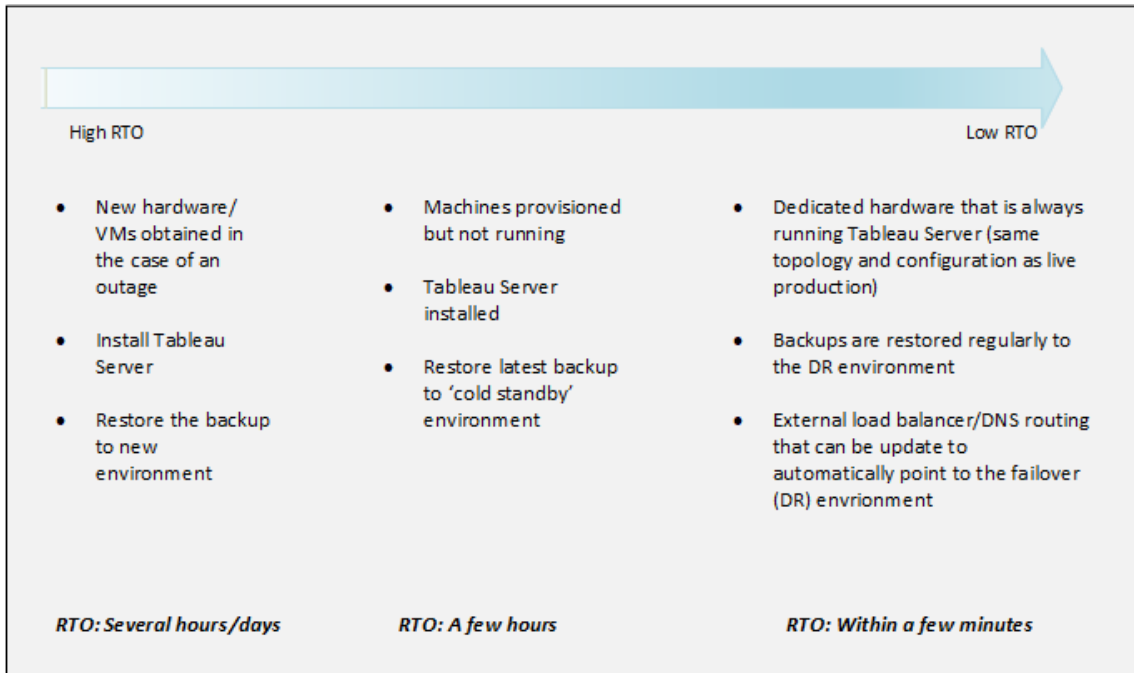 High RTO
Low RTO
● New hardware/
VMs obtained in
the case of an
outage
● Install Tableau
Server
● Restore the backup
to new
environment
● Machines provisioned
but not running
● Tableau Server
installed
● Restore latest backup
to ‘cold standby’
environment
● Dedicated hardware that is always
running Tableau Server (same
topology and configuration as live
production)
● Backups are restored regularly to
the DR environment
● External load balancer/DNS routing
that can be update to
automatically point to the failover
(DR) envrionment
RTO: Several hours/days
RTO: A few hours
RTO: Within a few minutes